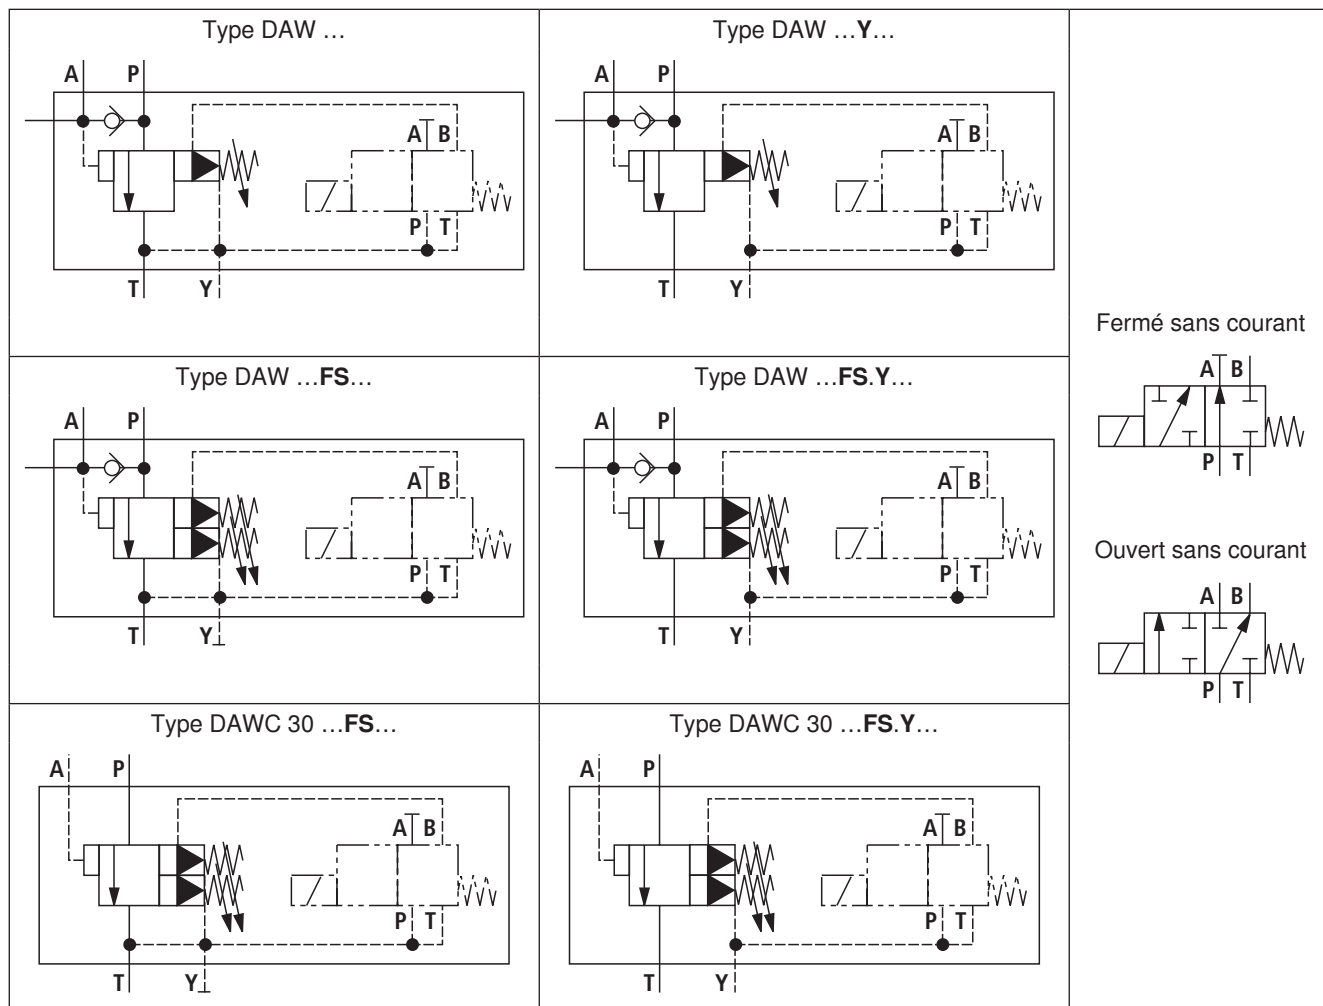 Type DAW …
A P
A B
P T
T Y
Type DAW …Y…
A P
A B
P T
T Y
Type DAW …FS…
A P
A B
P T
T Y
Type DAW …FS.Y…
A P
A B
P T
T Y
Type DAWC 30 …FS…
A P
A B
P T
T Y
Type DAWC 30 …FS.Y…
A P
A B
P T
T Y
Fermé sans courant
A B
P T
Ouvert sans courant
A B
P T